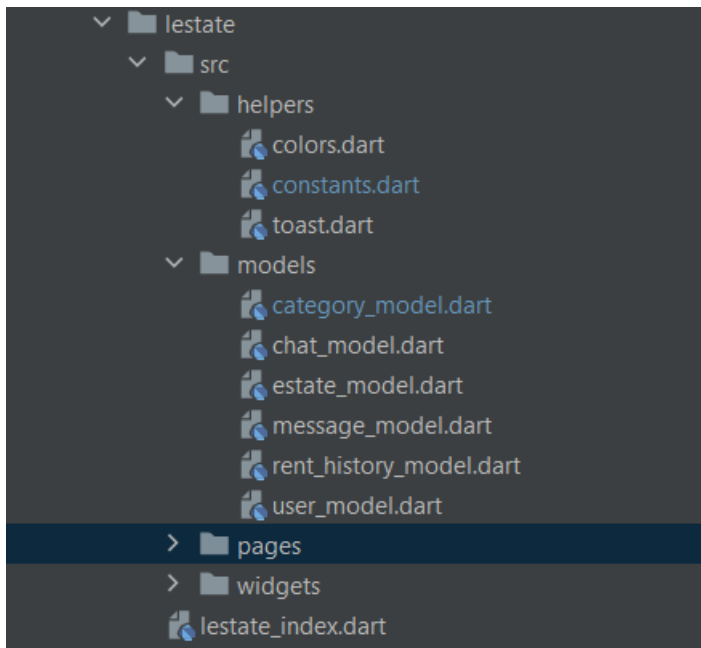 lestate
src
helpers
colors.dart
constants.dart
toast.dart
models
category_model.dart
chat_model.dart
estate_model.dart
message_model.dart
rent_history_model.dart
user_model.dart
pages
widgets
lestate_index.dart